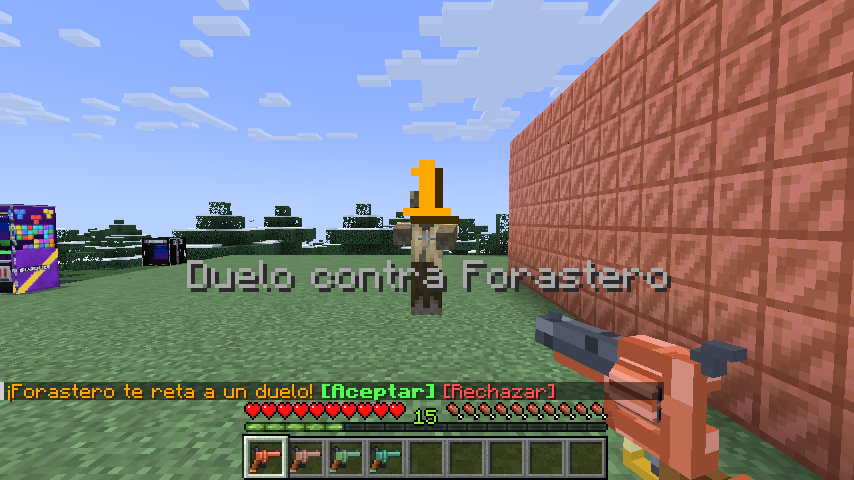 1
Duelo contra Forastero
¡Forastero te reta a un duelo! [Aceptar] [Rechazar]
15